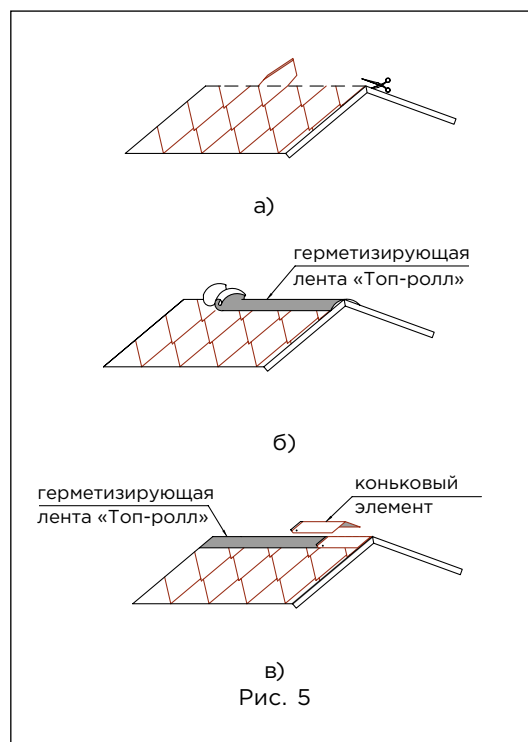 а)
герметизирующая
лента «Топ-ролл»
б)
герметизирующая
лента «Топ-ролл»
коньковый
элемент
в)
Рис. 5